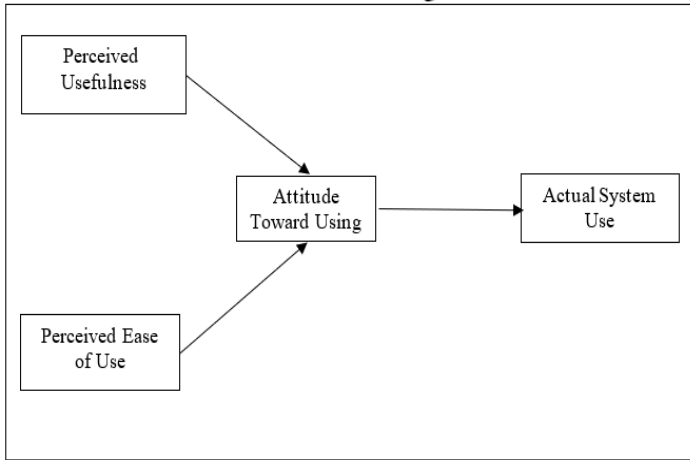 Perceived
Usefulness
Attitude
Toward Using
Actual System
Use
Perceived Ease
of Use